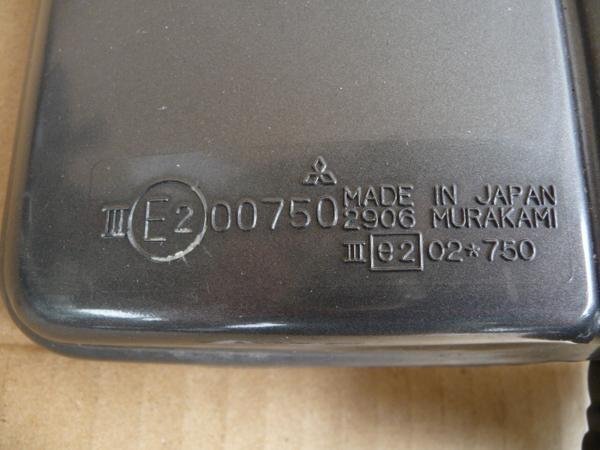 MADE IN JAPAN
III E2 00750 2906 MURAKAMI
III e2 02*750